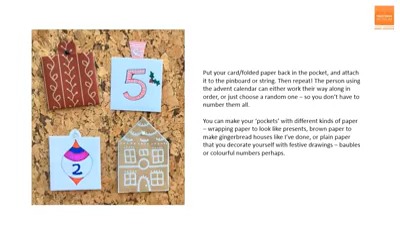 5
2
Put your card/folded paper back in the pocket, and attach
it to the pinboard or string. Then repeat! The person using
the advent calendar can either work their way along in
order, or just choose a random one – so you don't have to
number them all.
You can make your 'pockets' with different kinds of paper
– wrapping paper to look like presents, brown paper to
make gingerbread houses like I've done, or plain paper
that you decorate yourself with festive drawings – baubles
or colourful numbers perhaps.